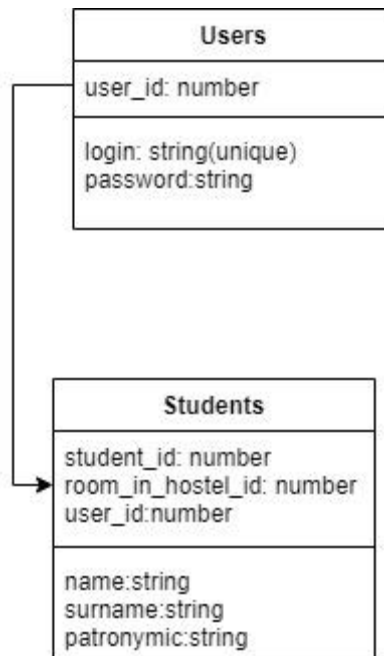 Users
user_id: number
login: string(unique)
password:string
Students
student_id: number
room_in_hostel_id: number
user_id:number
name:string
surname:string
patronymic:string